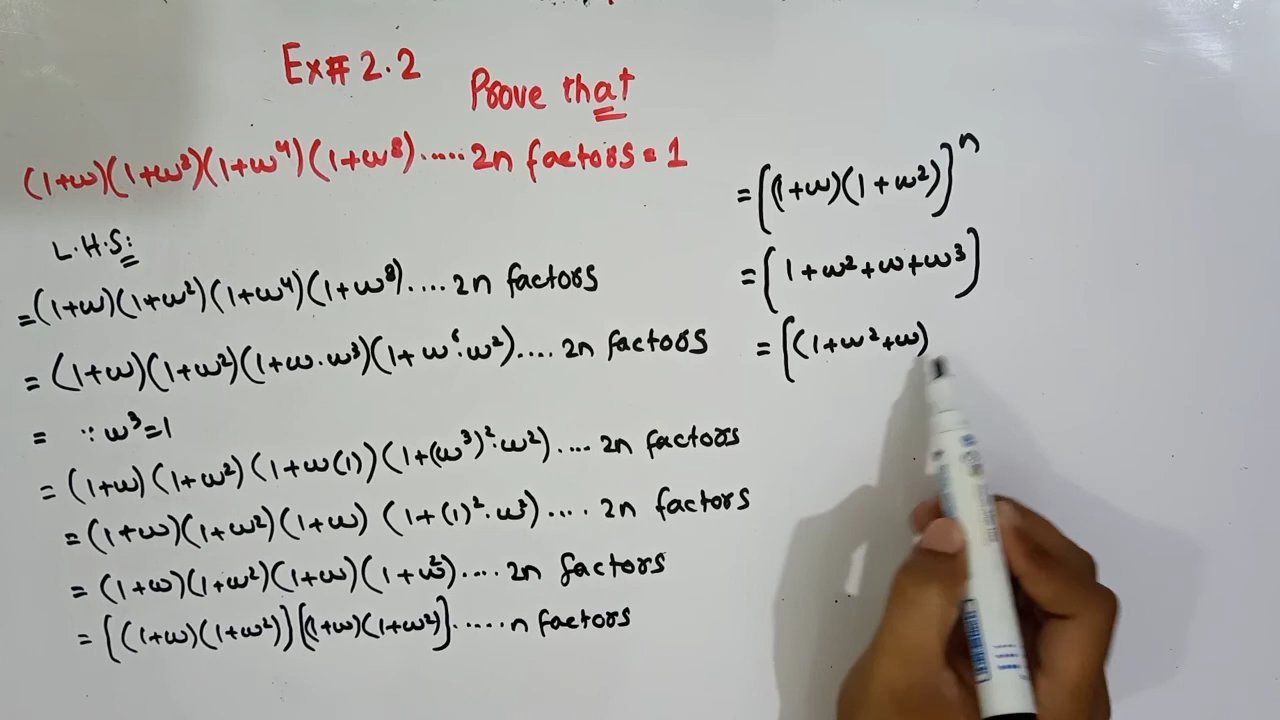 Ex# 2.2
Prove that
(1+ω)(1+ω²)(1+ω⁴)(1+ω⁸)..... 2n factors = 1
L.H.S:
=(1+ω)(1+ω²)(1+ω⁴)(1+ω⁸).... 2n factors
= (1+ω)(1+ω²)(1+ω.ω³)(1+ω⁶.ω²).... 2n factors
= ∵ ω³=1
= (1+ω)(1+ω²)(1+ω(1))(1+(ω³)².ω²).... 2n factors
= (1+ω)(1+ω²)(1+ω)(1+(1)².ω²).... 2n factors
= (1+ω)(1+ω²)(1+ω)(1+ω²).... 2n factors
= [(1+ω)(1+ω²)][(1+ω)(1+ω²)]..... n factors
= [(1+ω)(1+ω²)]ⁿ
= [1+ω²+ω+ω³]
= [(1+ω²+ω)